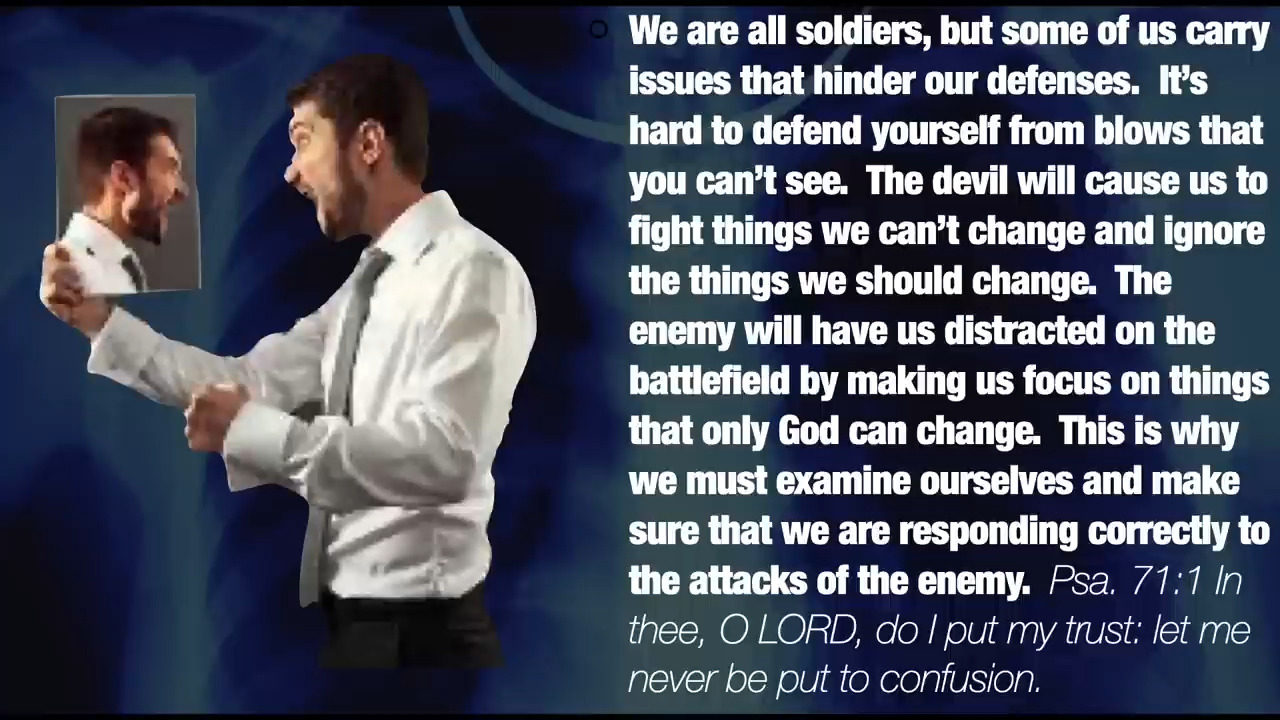 We are all soldiers, but some of us carry
issues that hinder our defenses.  It’s
hard to defend yourself from blows that
you can’t see.  The devil will cause us to
fight things we can’t change and ignore
the things we should change.  The
enemy will have us distracted on the
battlefield by making us focus on things
that only God can change.  This is why
we must examine ourselves and make
sure that we are responding correctly to
the attacks of the enemy.  Psa. 71:1 In
thee, O LORD, do I put my trust: let me
never be put to confusion.